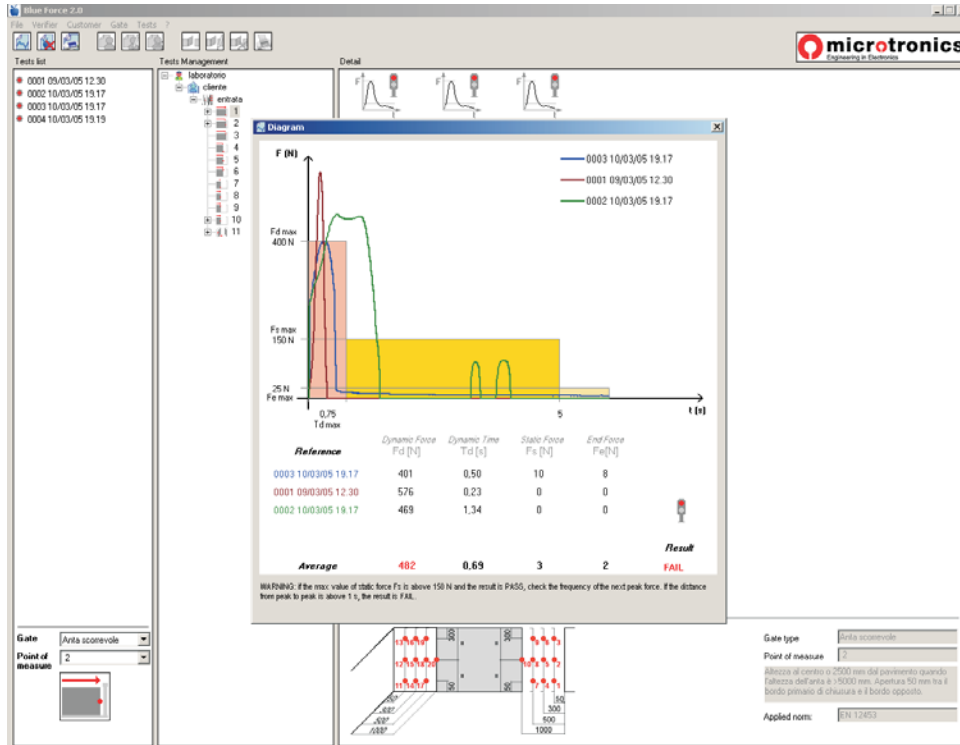 Blue Force 2.0
File Verifier Customer Gate Tests ?
microtronics
Engineering in Electronics
Tests list
0001 09/03/05 12.30
0002 10/03/05 19.17
0003 10/03/05 19.17
0004 10/03/05 19.19
Tests Management
laboratorio
cliente
entrata
1
2
3
4
5
6
7
8
9
10
11
Detail
F
F
F
Diagram
F (N)
0003 10/03/05 19.17
0001 09/03/05 12.30
0002 10/03/05 19.17
Fd max
400 N
Fs max
150 N
25 N
Fe max
0,75
Td max
5
t (s)
Reference
Dynamic Force
Fd [N]
Dynamic Time
Td [s]
Static Force
Fs [N]
End Force
Fe[N]
0003 10/03/05 19.17 401 0,50 10 8
0001 09/03/05 12.30 576 0,23 0 0
0002 10/03/05 19.17 469 1,34 0 0
Result
Average 482 0,69 3 2 FAIL
WARNING: if the max value of static force Fs is above 150 N and the result is PASS, check the frequency of the next peak force. If the distance
from peak to peak is above 1 s, the result is FAIL.
Gate Anta scorrevole
Point of
measure 2
300
300
50
50
50
300
500
1000
Gate type Anta scorrevole
Point of measure 2
Altezza al centro o 2500 mm dal pavimento quando
l'altezza dell'anta è >5000 mm. Apertura 50 mm tra il
bordo primario di chiusura e il bordo opposto.
Applied norm: EN 12453